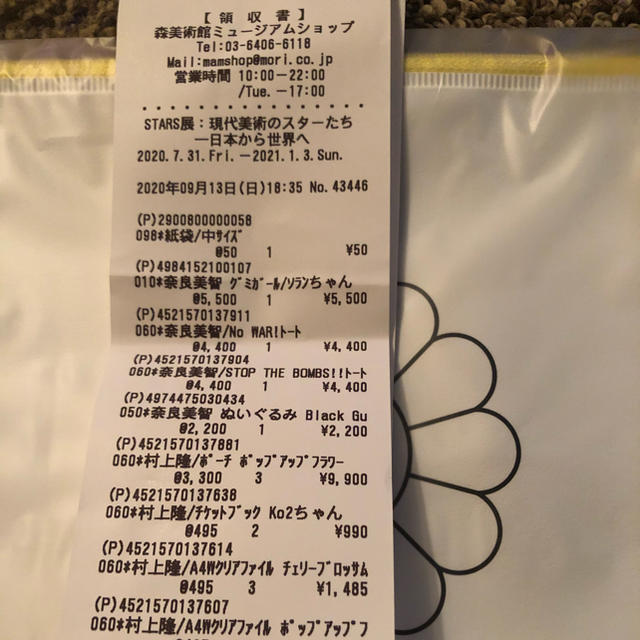 【 領 収 書 】
森美術館ミュージアムショップ
Tel:03-6406-6118
Mail:mamshop@mori.co.jp
営業時間 10:00－22:00
/Tue.－17:00
STARS展：現代美術のスターたち
―日本から世界へ
2020.7.31.Fri.－2021.1.3.Sun.
2020年09月13日(日)18:35 No.43446
(P)2900800000058
098*紙袋/中ｻｲｽﾞ
@50 1 ¥50
(P)4984152100107
010*奈良美智 ｸﾞﾐｶﾞｰﾙ/ｿﾗﾝちゃん
@5,500 1 ¥5,500
(P)4521570137911
060*奈良美智/No WAR!ﾄｰﾄ
@4,400 1 ¥4,400
(P)4521570137904
060*奈良美智/STOP THE BOMBS!!ﾄｰﾄ
@4,400 1 ¥4,400
(P)4974475030434
050*奈良美智 ぬいぐるみ Black Gu
@2,200 1 ¥2,200
(P)4521570137881
060*村上隆/ﾎﾟｰﾁ ﾎﾟｯﾌﾟｱｯﾌﾟﾌﾗﾜｰ
@3,300 3 ¥9,900
(P)4521570137638
060*村上隆/ﾁｹｯﾄﾌﾞｯｸ Ko2ちゃん
@495 2 ¥990
(P)4521570137614
060*村上隆/A4Wｸﾘｱﾌｧｲﾙ ﾁｪﾘｰﾌﾞﾛｯｻﾑ
@495 3 ¥1,485
(P)4521570137607
060*村上隆/A4Wｸﾘｱﾌｧｲﾙ ﾎﾟｯﾌﾟｱｯﾌﾟﾌ